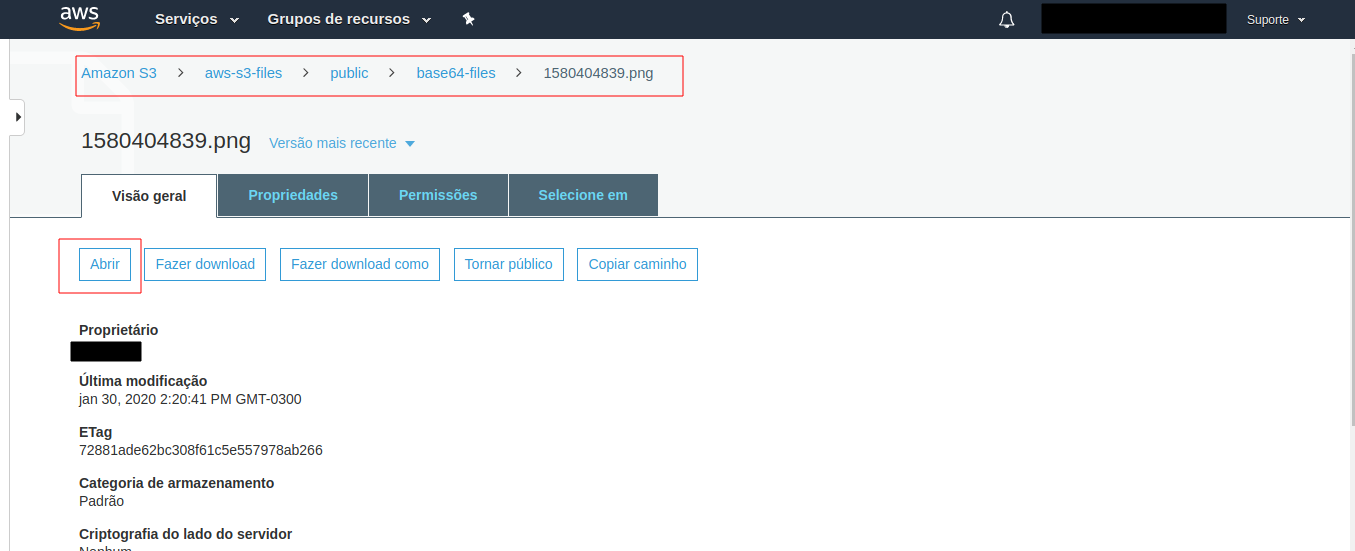 aws Serviços Grupos de recursos Suporte
Amazon S3 > aws-s3-files > public > base64-files > 1580404839.png
1580404839.png Versão mais recente
Visão geral Propriedades Permissões Selecione em
Abrir Fazer download Fazer download como Tornar público Copiar caminho
Proprietário
Última modificação
jan 30, 2020 2:20:41 PM GMT-0300
ETag
72881ade62bc308f61c5e557978ab266
Categoria de armazenamento
Padrão
Criptografia do lado do servidor